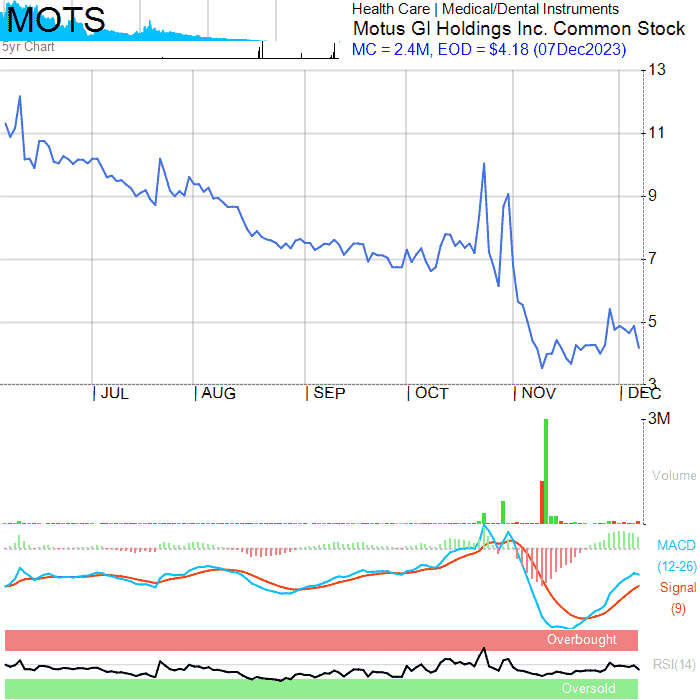 MOTS
5yr Chart
Health Care | Medical/Dental Instruments
Motus GI Holdings Inc. Common Stock
MC = 2.4M, EOD = $4.18 (07Dec2023)
13
11
9
7
5
3
JUL AUG SEP OCT NOV DEC
3M
Volume
MACD
(12-26)
Signal
(9)
Overbought
RSI(14)
Oversold